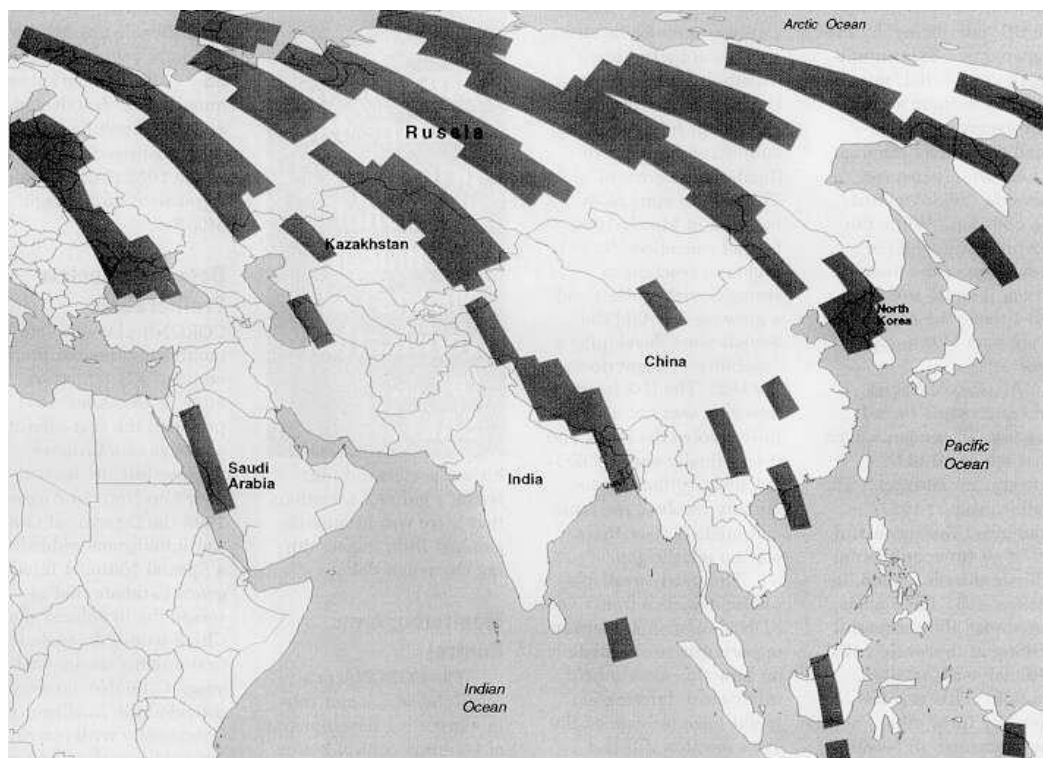 Arctic Ocean
Russia
Kazakhstan
North
Korea
China
Pacific
Ocean
Saudi
Arabia
India
Indian
Ocean